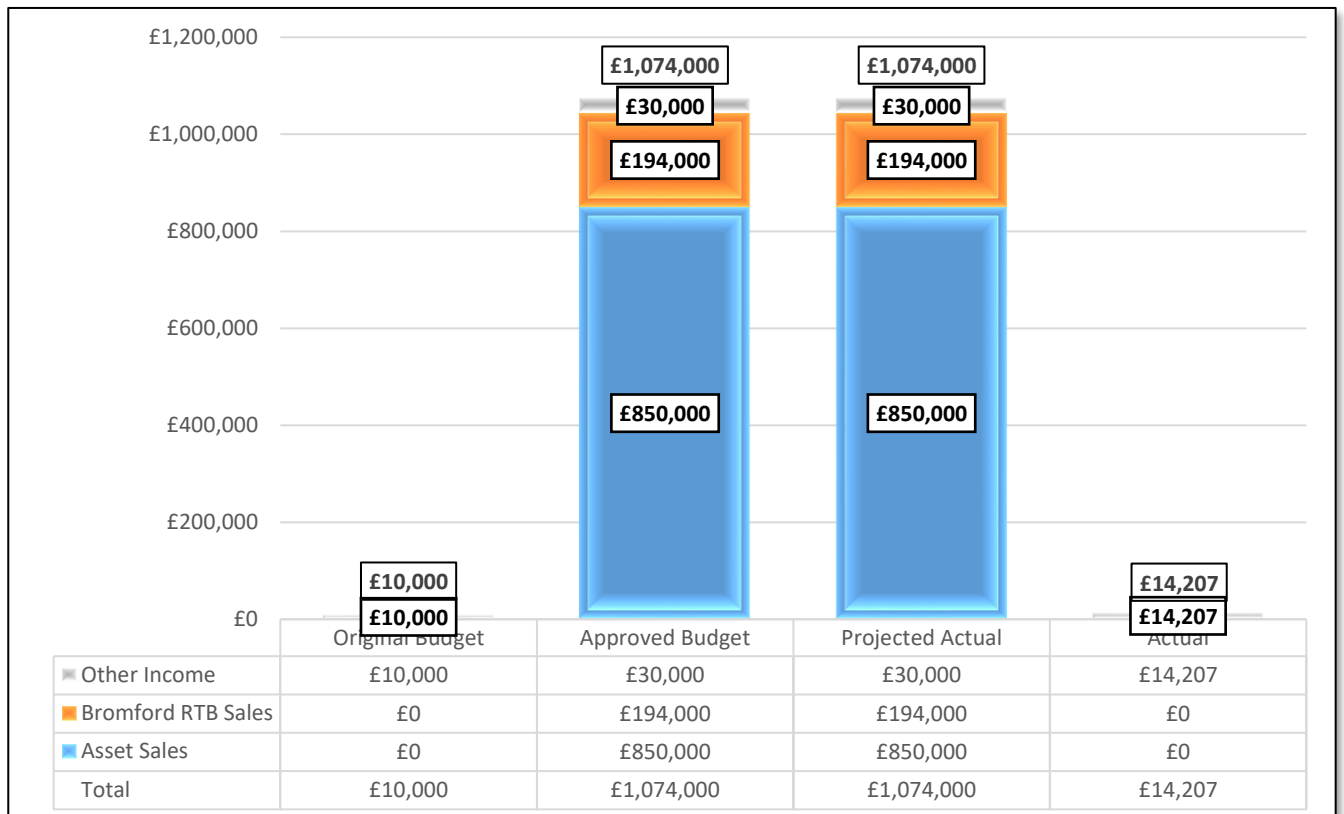 £1,200,000
£1,074,000 £1,074,000
£30,000 £30,000
£1,000,000
£194,000 £194,000
£800,000
£600,000
£850,000 £850,000
£400,000
£200,000
£10,000 £14,207
£0 £10,000 £14,207
Original Budget Approved Budget Projected Actual Actual
Other Income £10,000 £30,000 £30,000 £14,207
Bromford RTB Sales £0 £194,000 £194,000 £0
Asset Sales £0 £850,000 £850,000 £0
Total £10,000 £1,074,000 £1,074,000 £14,207